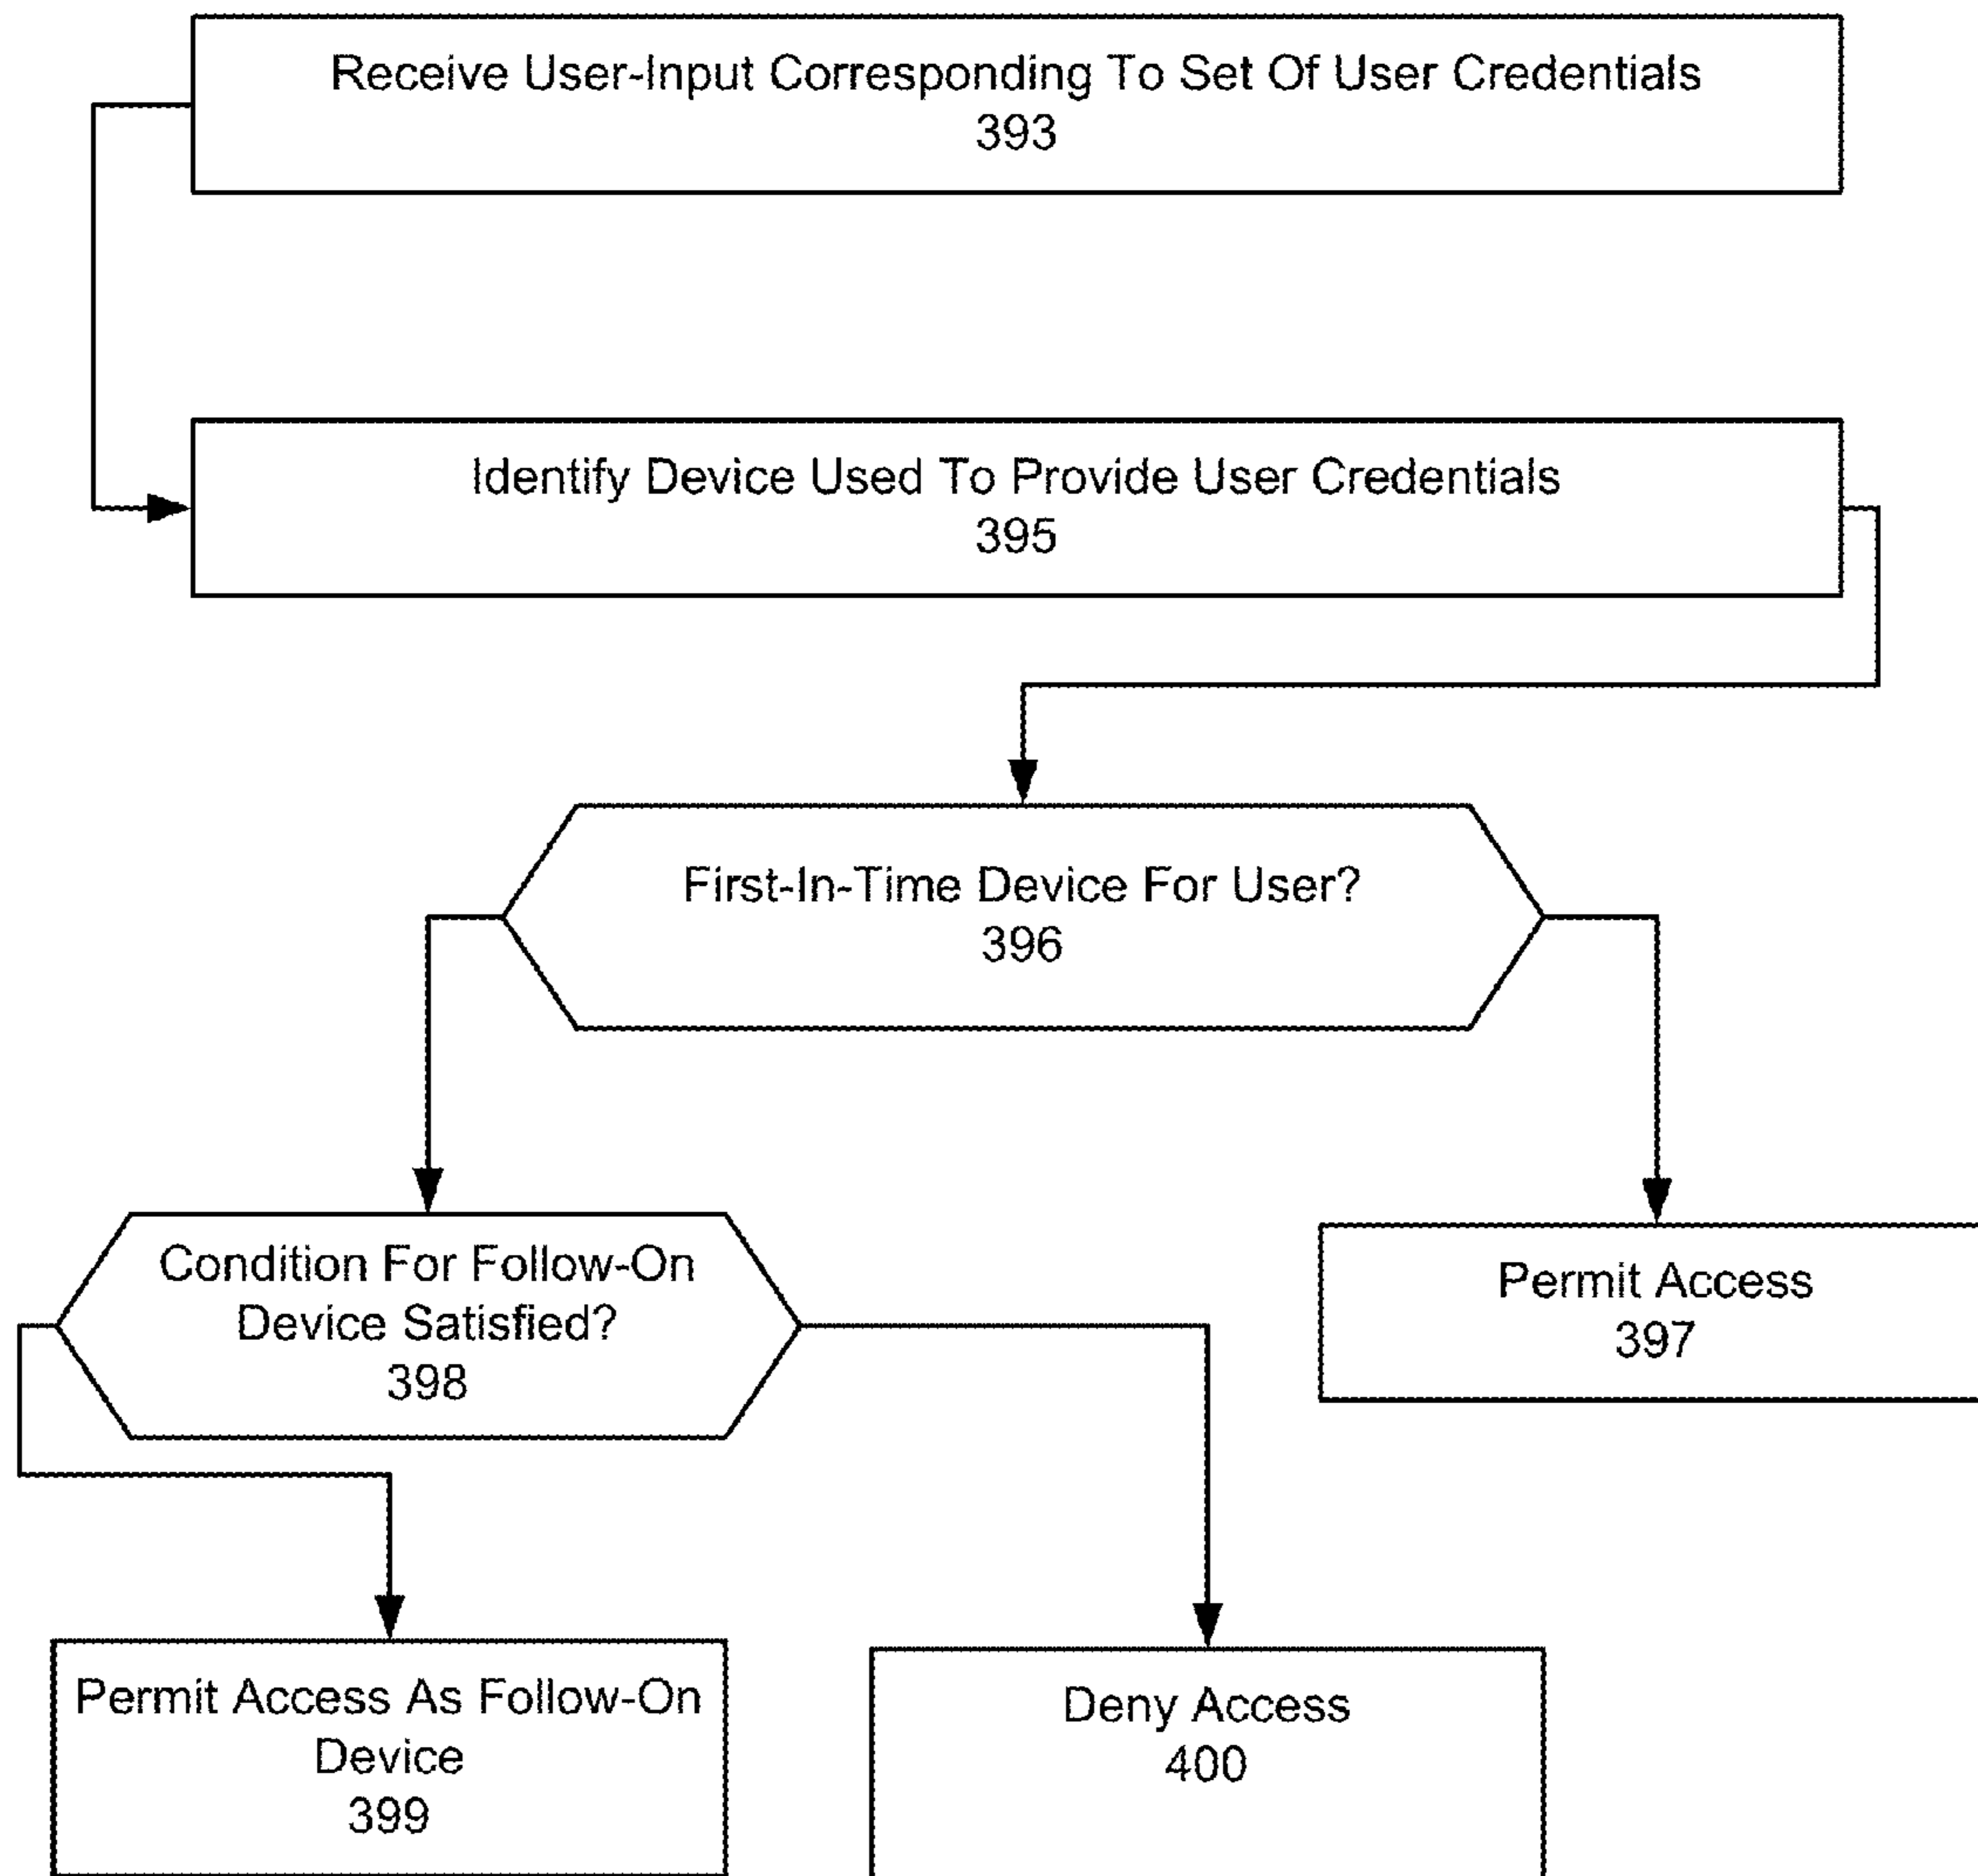 Receive User-Input Corresponding To Set Of User Credentials
393
Identify Device Used To Provide User Credentials
395
First-In-Time Device For User?
396
Condition For Follow-On
Device Satisfied?
398
Permit Access
397
Permit Access As Follow-On
Device
399
Deny Access
400